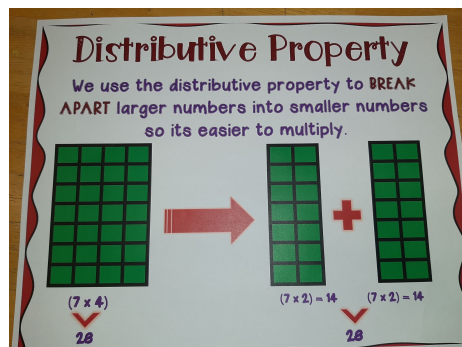 Distributive Property
We use the distributive property to BREAK
APART larger numbers into smaller numbers
so its easier to multiply.
(7 x 4)
28
(7 x 2) = 14 (7 x 2) = 14
28